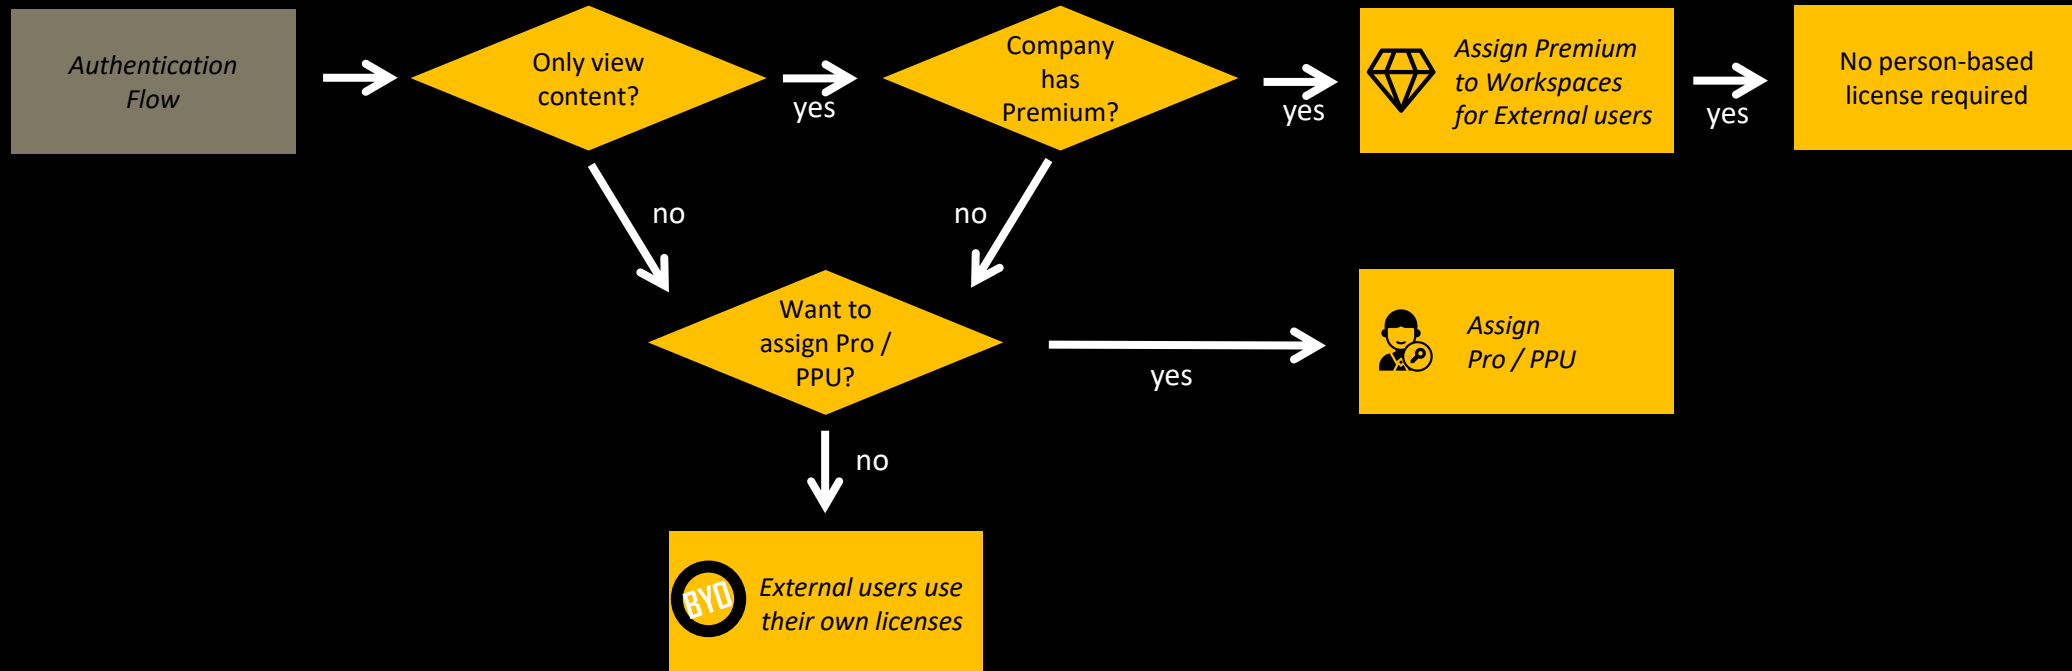 Authentication
Flow
Only view
content?
yes
Company
has
Premium?
yes
Assign Premium
to Workspaces
for External users
yes
No person-based
license required
no
no
Want to
assign Pro /
PPU?
yes
Assign
Pro / PPU
no
BYO
External users use
their own licenses